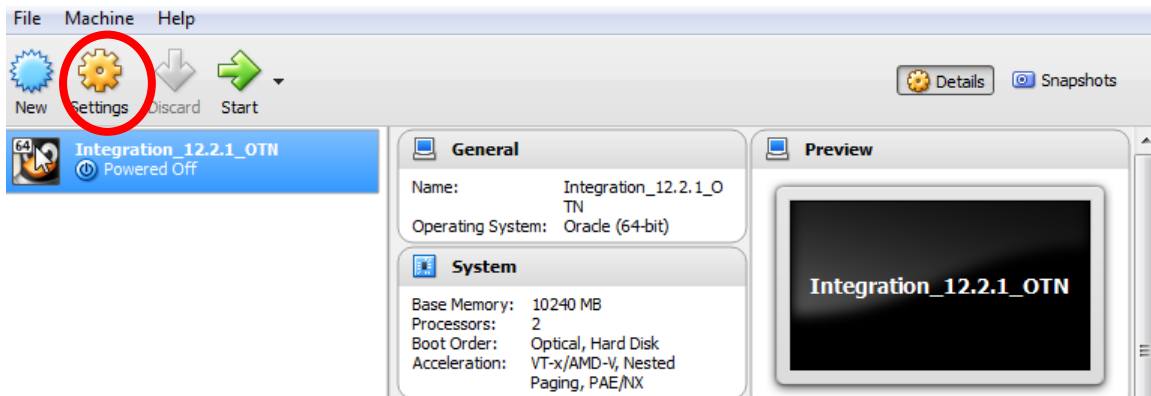 File Machine Help
New Settings Discard Start
Details Snapshots
64 Integration_12.2.1_OTN
Powered Off
General
Name: Integration_12.2.1_O
TN
Operating System: Oracle (64-bit)
System
Base Memory: 10240 MB
Processors: 2
Boot Order: Optical, Hard Disk
Acceleration: VT-x/AMD-V, Nested
Paging, PAE/NX
Preview
Integration_12.2.1_OTN